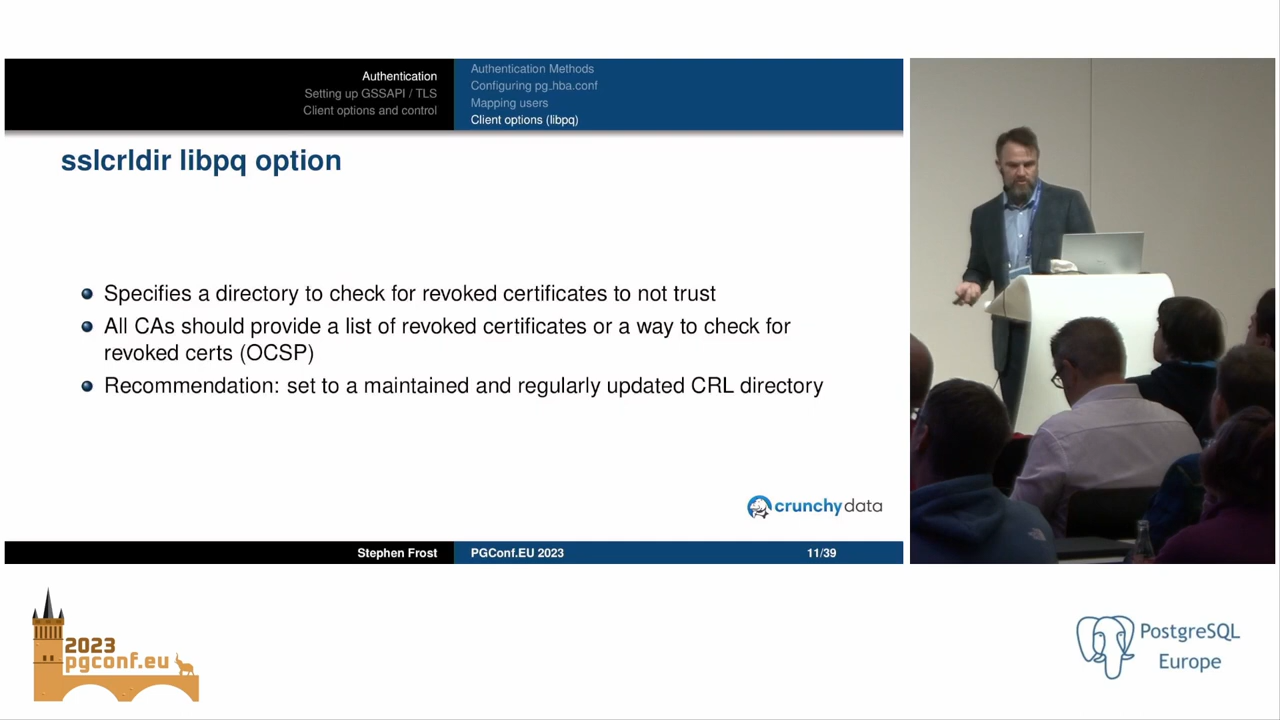 Authentication
Setting up GSSAPI / TLS
Client options and control
Authentication Methods
Configuring pg_hba.conf
Mapping users
Client options (libpq)
sslcrldir libpq option
Specifies a directory to check for revoked certificates to not trust
All CAs should provide a list of revoked certificates or a way to check for
revoked certs (OCSP)
Recommendation: set to a maintained and regularly updated CRL directory
crunchydata
Stephen Frost
PGConf.EU 2023
11/39
2023
pgconf.eu
PostgreSQL
Europe